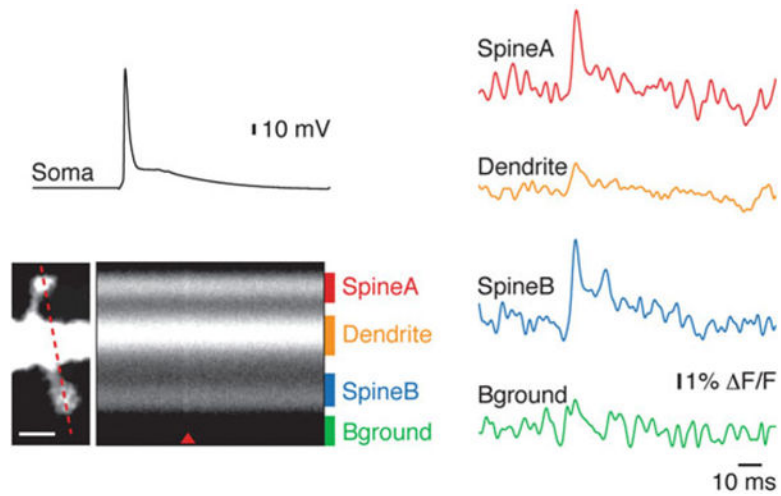 Soma
10 mV
SpineA
Dendrite
SpineB
Bground
SpineA
Dendrite
SpineB
1% ΔF/F
Bground
10 ms